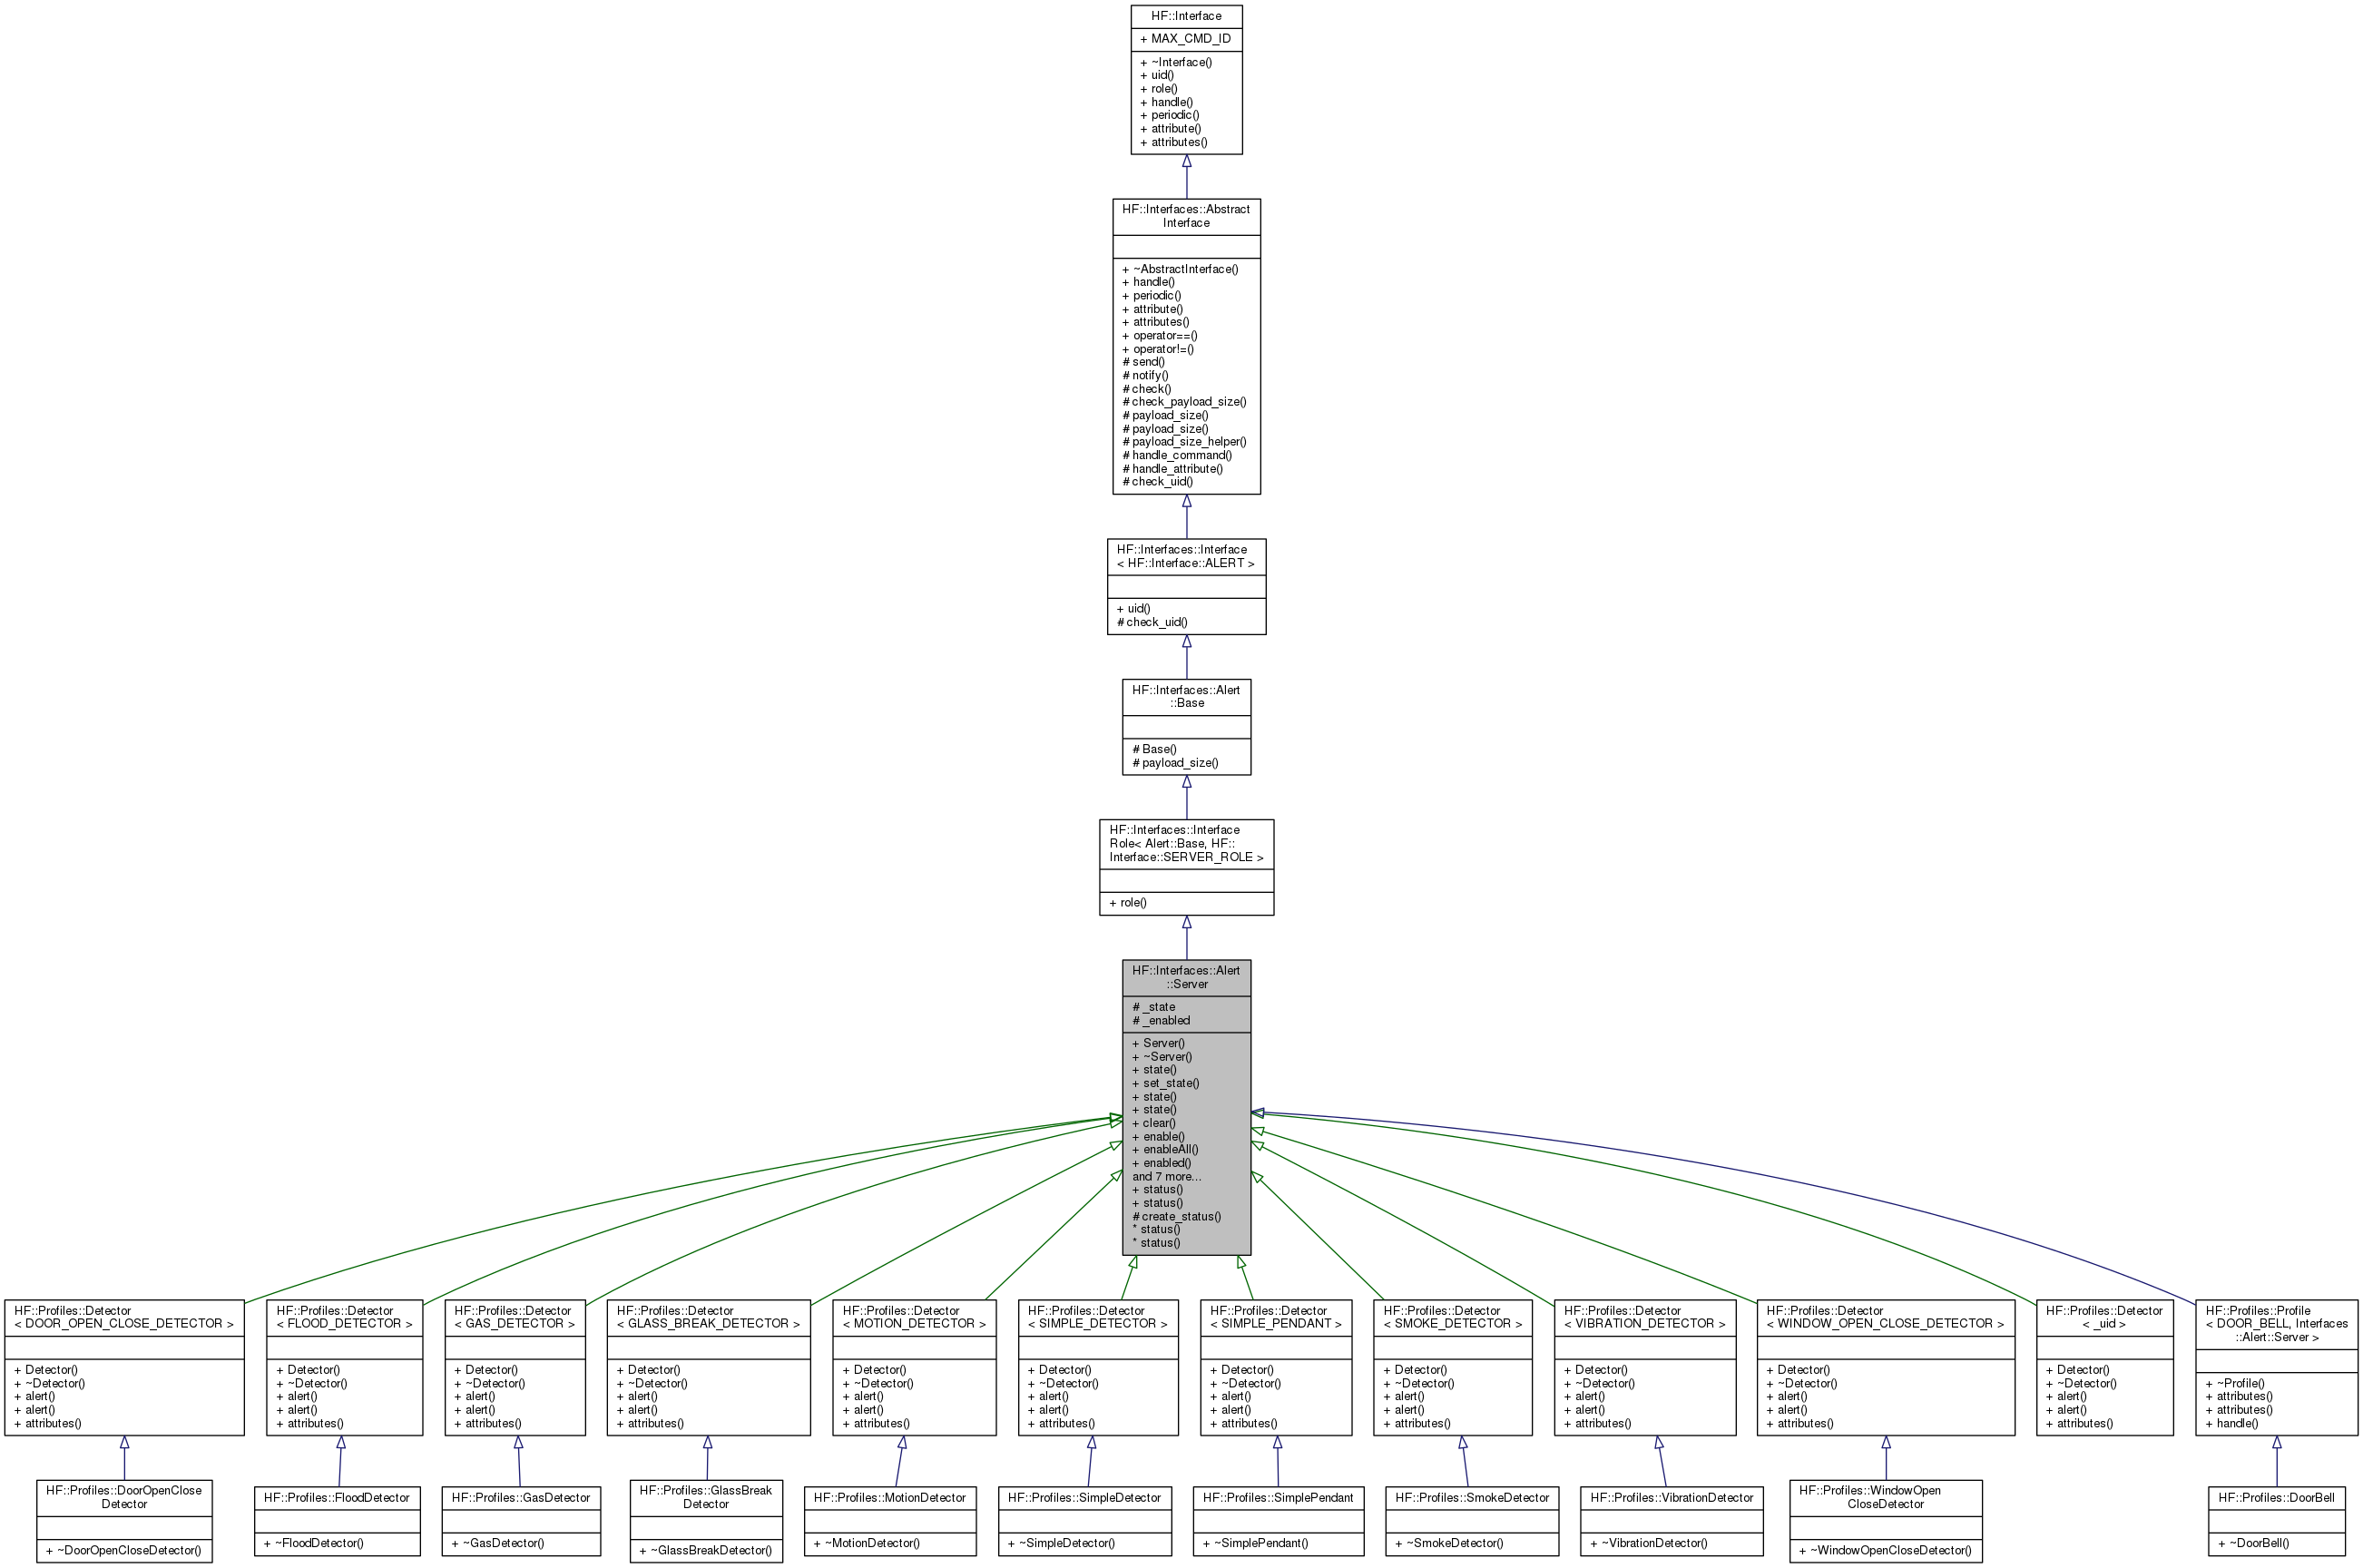 HF::Interface
+ MAX_CMD_ID
+ ~Interface()
+ uid()
+ role()
+ handle()
+ periodic()
+ attribute()
+ attributes()
HF::Interfaces::Abstract
Interface
+ ~AbstractInterface()
+ handle()
+ periodic()
+ attribute()
+ attributes()
+ operator==()
+ operator!=()
# send()
# notify()
# check()
# check_payload_size()
# payload_size()
# payload_size()
# payload_size_helper()
# handle_command()
# handle_attribute()
# check_uid()
HF::Interfaces::Interface
< HF::Interface::ALERT >
+ uid()
# check_uid()
HF::Interfaces::Alert
::Base
# Base()
# payload_size()
HF::Interfaces::Interface
Role< Alert::Base, HF::
Interface::SERVER_ROLE >
+ role()
HF::Interfaces::Alert
::Server
# _state
# _enabled
+ Server()
+ ~Server()
+ state()
+ set_state()
+ state()
+ state()
+ clear()
+ enable()
+ enableAll()
+ enabled()
and 7 more...
+ status()
+ status()
# create_status()
* status()
* status()
HF::Profiles::Detector
< DOOR_OPEN_CLOSE_DETECTOR >
+ Detector()
+ ~Detector()
+ alert()
+ alert()
+ attributes()
HF::Profiles::Detector
< FLOOD_DETECTOR >
+ Detector()
+ ~Detector()
+ alert()
+ alert()
+ attributes()
HF::Profiles::Detector
< GAS_DETECTOR >
+ Detector()
+ ~Detector()
+ alert()
+ alert()
+ attributes()
HF::Profiles::Detector
< GLASS_BREAK_DETECTOR >
+ Detector()
+ ~Detector()
+ alert()
+ alert()
+ attributes()
HF::Profiles::Detector
< MOTION_DETECTOR >
+ Detector()
+ ~Detector()
+ alert()
+ alert()
+ attributes()
HF::Profiles::Detector
< SIMPLE_DETECTOR >
+ Detector()
+ ~Detector()
+ alert()
+ alert()
+ attributes()
HF::Profiles::Detector
< SIMPLE_PENDANT >
+ Detector()
+ ~Detector()
+ alert()
+ alert()
+ attributes()
HF::Profiles::Detector
< SMOKE_DETECTOR >
+ Detector()
+ ~Detector()
+ alert()
+ alert()
+ attributes()
HF::Profiles::Detector
< VIBRATION_DETECTOR >
+ Detector()
+ ~Detector()
+ alert()
+ alert()
+ attributes()
HF::Profiles::Detector
< WINDOW_OPEN_CLOSE_DETECTOR >
+ Detector()
+ ~Detector()
+ alert()
+ alert()
+ attributes()
HF::Profiles::Detector
< _uid >
+ Detector()
+ ~Detector()
+ alert()
+ alert()
+ attributes()
HF::Profiles::Profile
< DOOR_BELL, Interfaces
::Alert::Server >
+ ~Profile()
+ attributes()
+ attributes()
+ handle()
HF::Profiles::DoorOpenClose
Detector
+ ~DoorOpenCloseDetector()
HF::Profiles::FloodDetector
+ ~FloodDetector()
HF::Profiles::GasDetector
+ ~GasDetector()
HF::Profiles::GlassBreak
Detector
+ ~GlassBreakDetector()
HF::Profiles::MotionDetector
+ ~MotionDetector()
HF::Profiles::SimpleDetector
+ ~SimpleDetector()
HF::Profiles::SimplePendant
+ ~SimplePendant()
HF::Profiles::SmokeDetector
+ ~SmokeDetector()
HF::Profiles::VibrationDetector
+ ~VibrationDetector()
HF::Profiles::WindowOpen
CloseDetector
+ ~WindowOpenCloseDetector()
HF::Profiles::DoorBell
+ ~DoorBell()